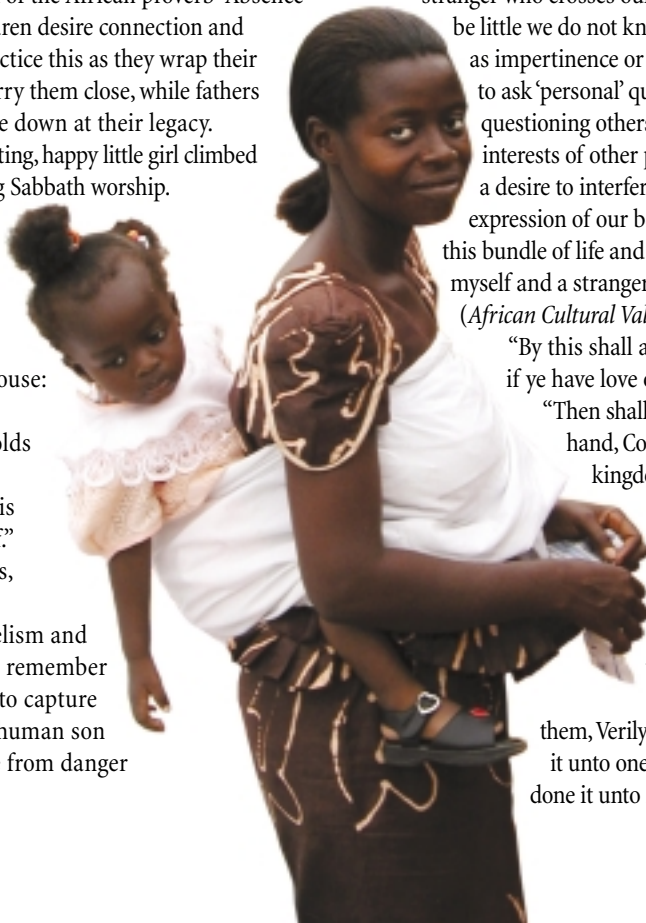 of the African proverb "Absence
ren desire connection and
ctice this as they wrap their
rry them close, while fathers
e down at their legacy.
ting, happy little girl climbed
g Sabbath worship.
ouse:
olds
is
."
s,
elism and
remember
to capture
human son
from danger
stranger who crosses ou
be little we do not kn
as impertinence or
to ask ‘personal’ qu
questioning others
interests of other p
a desire to interfer
expression of our b
this bundle of life and
myself and a stranger
(African Cultural Val
“By this shall a
if ye have love o
“Then shall
hand, Co
kingdo
them, Verily
it unto one
done it unto